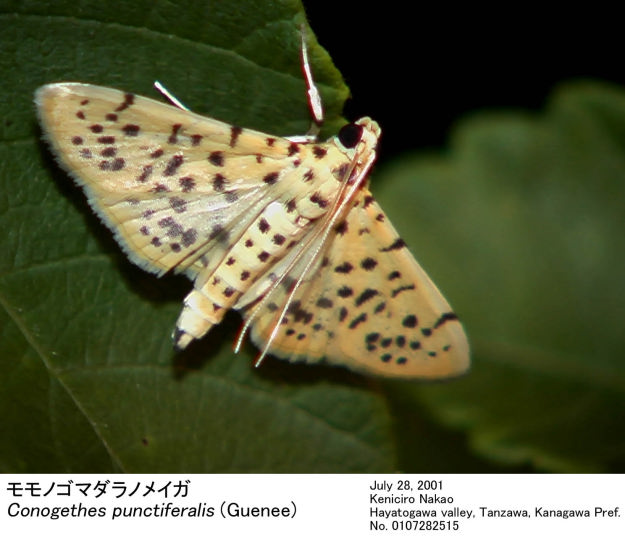 モモノゴマダラノメイガ
Conogethes punctiferalis (Guenee)
July 28, 2001
Keniciro Nakao
Hayatogawa valley, Tanzawa, Kanagawa Pref.
No. 0107282515